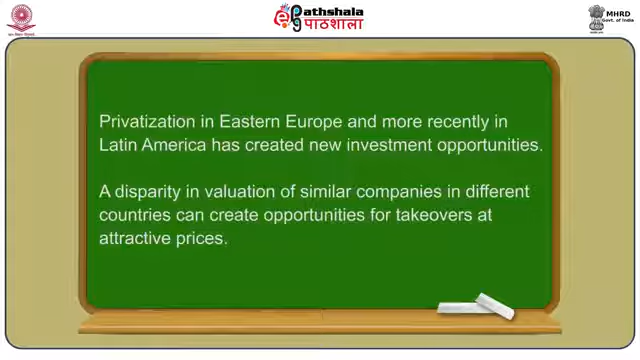 ePathshala
पाठशाला
MHRD
Govt. of India
Privatization in Eastern Europe and more recently in
Latin America has created new investment opportunities.
A disparity in valuation of similar companies in different
countries can create opportunities for takeovers at
attractive prices.